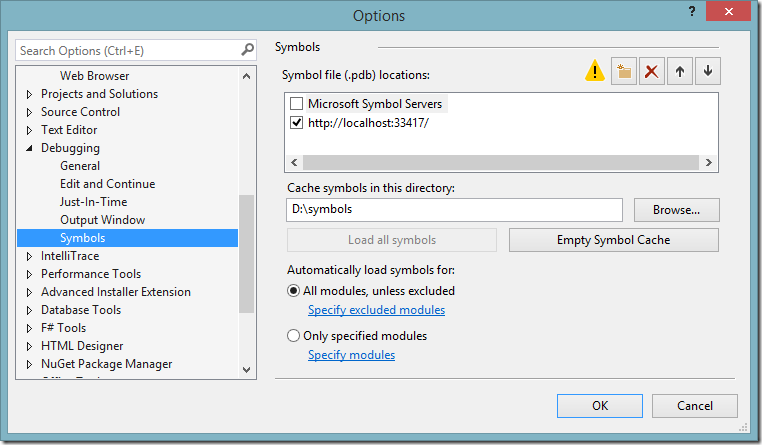 Options
?
Search Options (Ctrl+E)
Web Browser
Projects and Solutions
Source Control
Text Editor
Debugging
General
Edit and Continue
Just-In-Time
Output Window
Symbols
IntelliTrace
Performance Tools
Advanced Installer Extension
Database Tools
F# Tools
HTML Designer
NuGet Package Manager
Symbols
Symbol file (.pdb) locations:
Microsoft Symbol Servers
http://localhost:33417/
Cache symbols in this directory:
D:\symbols
Browse...
Load all symbols
Empty Symbol Cache
Automatically load symbols for:
All modules, unless excluded
Specify excluded modules
Only specified modules
Specify modules
OK
Cancel